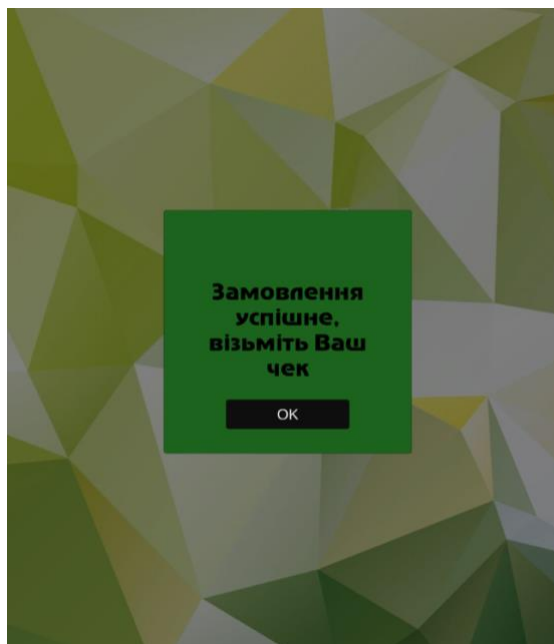 Замовлення
успішне,
візьміть Ваш
чек
OK